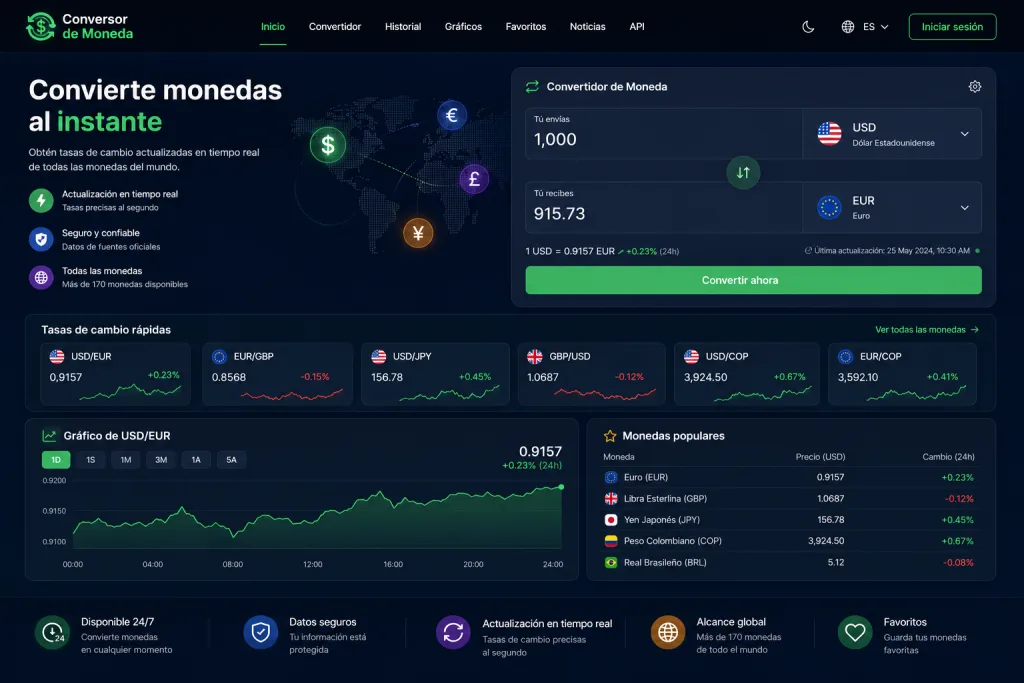 Conversor
de Moneda
Inicio
Convertidor
Historial
Gráficos
Favoritos
Noticias
API
ES
Iniciar sesión
Convierte monedas
al instante
Obtén tasas de cambio actualizadas en tiempo real
de todas las monedas del mundo.
Actualización en tiempo real
Tasas precisas al segundo
Seguro y confiable
Datos de fuentes oficiales
Todas las monedas
Más de 170 monedas disponibles
$
€
£
¥
Convertidor de Moneda
Tú envías
1,000
USD
Dólar Estadounidense
Tú recibes
915.73
EUR
Euro
1 USD = 0.9157 EUR +0.23% (24h)
Última actualización: 25 May 2024, 10:30 AM
Convertir ahora
Tasas de cambio rápidas
Ver todas las monedas →
USD/EUR
0,9157
+0.23%
EUR/GBP
0.8568
-0.15%
USD/JPY
156.78
+0.45%
GBP/USD
1.0687
-0.12%
USD/COP
3,924.50
+0.67%
EUR/COP
3,592.10
+0.41%
Gráfico de USD/EUR
1D
1S
1M
3M
1A
5A
0.9157
+0.23% (24h)
0.9200
0.9150
0.9100
00:00
04:00
08:00
12:00
16:00
20:00
24:00
Monedas populares
Moneda Precio (USD) Cambio (24h)
Euro (EUR) 0.9157 +0.23%
Libra Esterlina (GBP) 1.0687 -0.12%
Yen Japonés (JPY) 156.78 +0.45%
Peso Colombiano (COP) 3,924.50 +0.67%
Real Brasileño (BRL) 5.12 -0.08%
24
Disponible 24/7
Convierte monedas
en cualquier momento
Datos seguros
Tu información está
protegida
Actualización en tiempo real
Tasas de cambio precisas
al segundo
Alcance global
Más de 170 monedas
de todo el mundo
Favoritos
Guarda tus monedas
favoritas